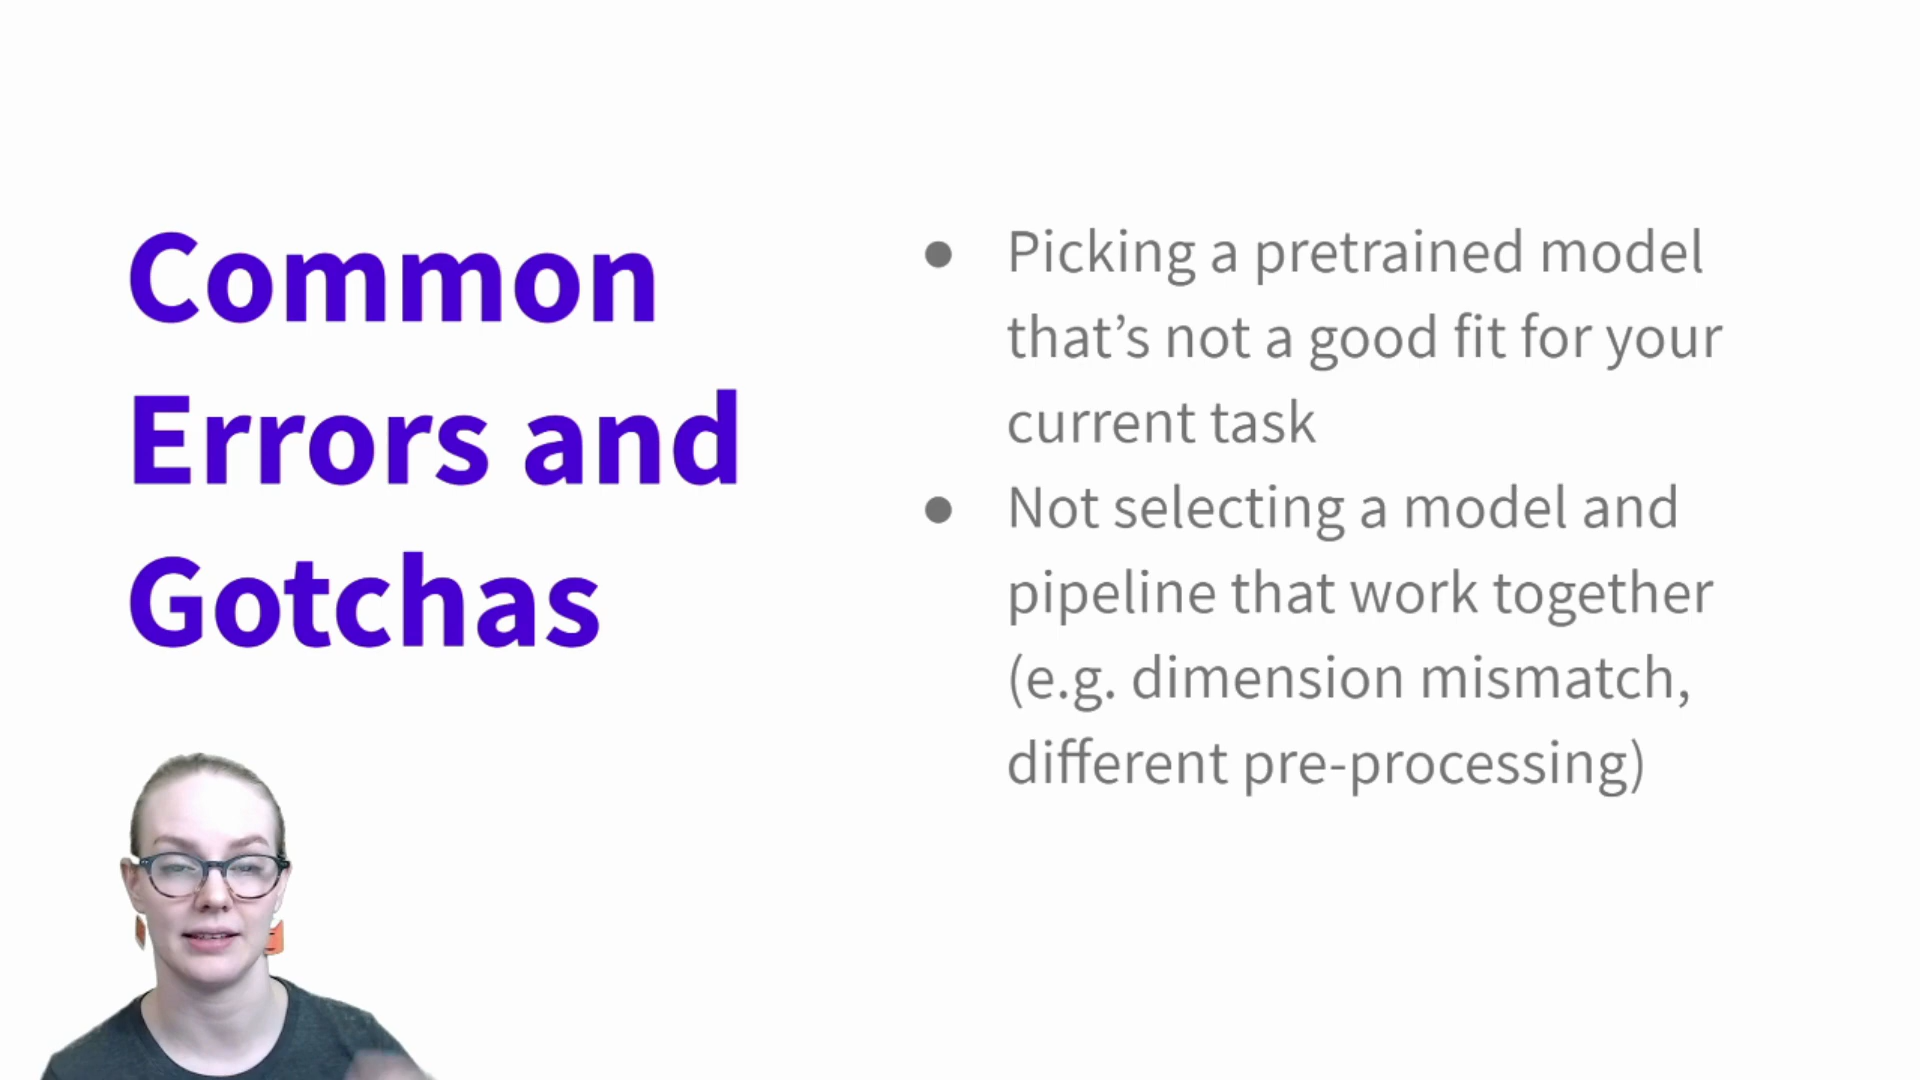 Common
Errors and
Gotchas
● Picking a pretrained model
that’s not a good fit for your
current task
● Not selecting a model and
pipeline that work together
(e.g. dimension mismatch,
different pre-processing)